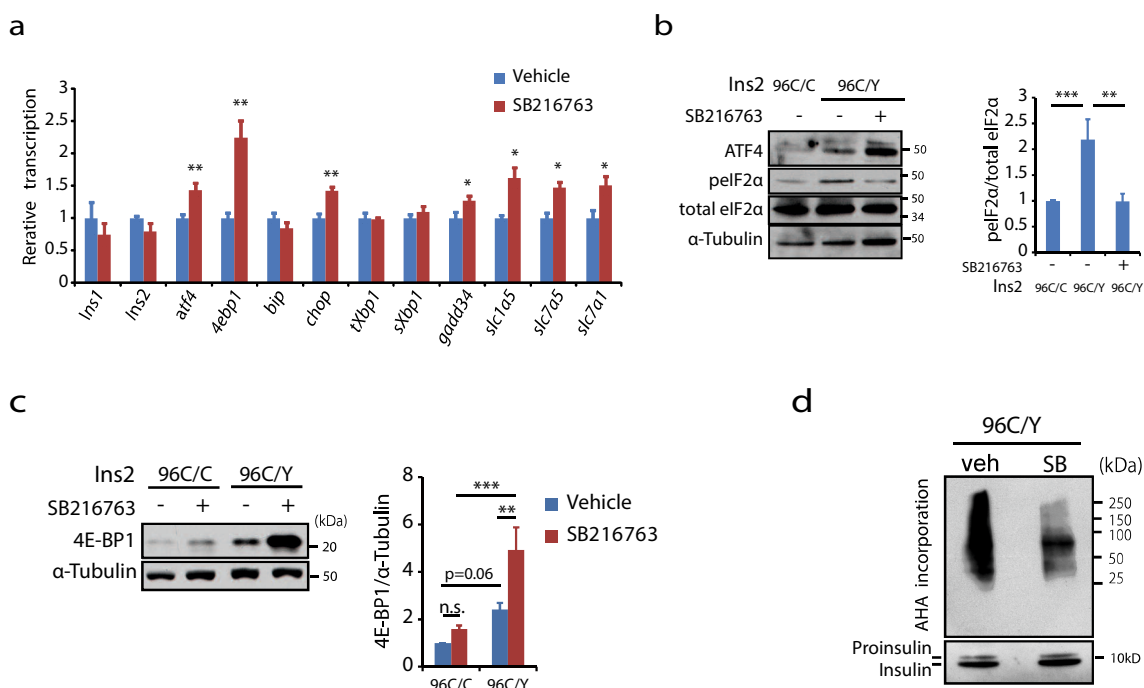 a
Vehicle
SB216763
Rerative transcription
3
2.5
2
1.5
1
0.5
0
** ** ** * * * *
Ins1 Ins2 atf4 4ebp1 bip chop tXbp1 sXbp1 gadd34 slc1a5 slc7a5 slc7a1
b
Ins2 96C/C 96C/Y
SB216763 - - +
ATF4 50
peIF2α 50
total eIF2α 50
34
α-Tubulin 50
peIF2α/total eIF2α
*** **
3
2.5
2
1.5
1
0.5
0
SB216763 - - +
Ins2 96C/C 96C/Y 96C/Y
c
Ins2 96C/C 96C/Y
SB216763 - + - +
(kDa)
4E-BP1 20
α-Tubulin 50
4E-BP1/α-Tubulin
8
6
4
2
0
***
**
p=0.06
n.s.
Vehicle
SB216763
96C/C 96C/Y
d
96C/Y
veh SB (kDa)
AHA incorporation
250
150
100
50
25
Proinsulin
Insulin
10kD